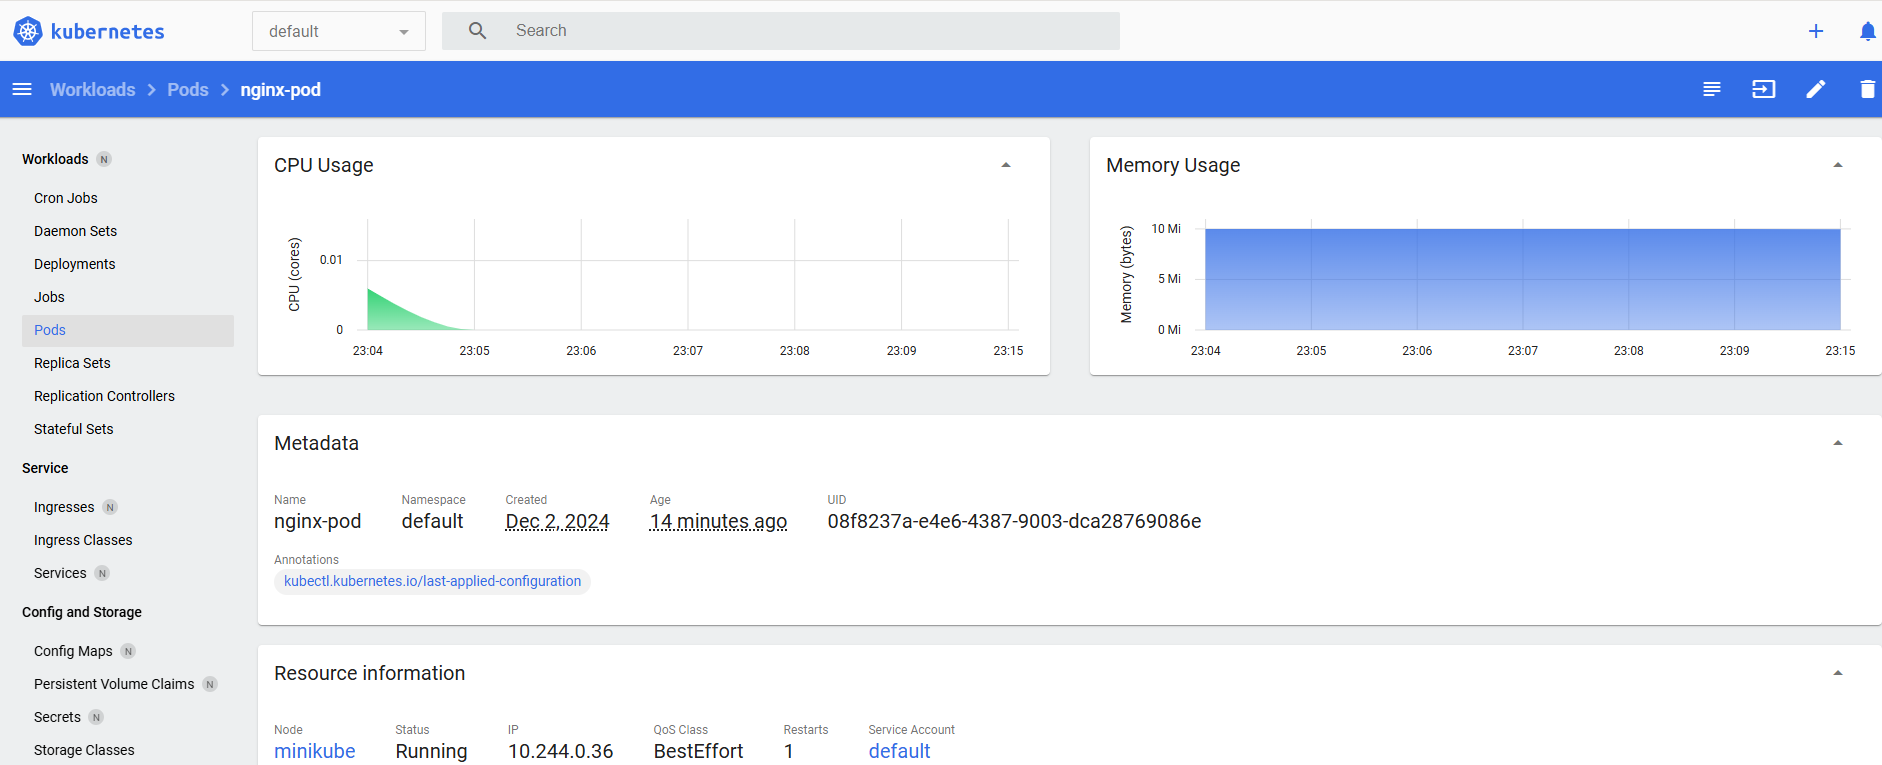 kubernetes
default
Search
Workloads
Pods
nginx-pod
Workloads N
Cron Jobs
Daemon Sets
Deployments
Jobs
Pods
Replica Sets
Replication Controllers
Stateful Sets
Service
Ingresses N
Ingress Classes
Services N
Config and Storage
Config Maps N
Persistent Volume Claims N
Secrets N
Storage Classes
CPU Usage
CPU (cores)
0.01
0
23:04 23:05 23:06 23:07 23:08 23:09 23:15
Memory Usage
Memory (bytes)
10 Mi
5 Mi
0 Mi
23:04 23:05 23:06 23:07 23:08 23:09 23:15
Metadata
Name Namespace Created Age UID
nginx-pod default Dec 2, 2024 14 minutes ago 08f8237a-e4e6-4387-9003-dca28769086e
Annotations
kubectl.kubernetes.io/last-applied-configuration
Resource information
Node Status IP QoS Class Restarts Service Account
minikube Running 10.244.0.36 BestEffort 1 default